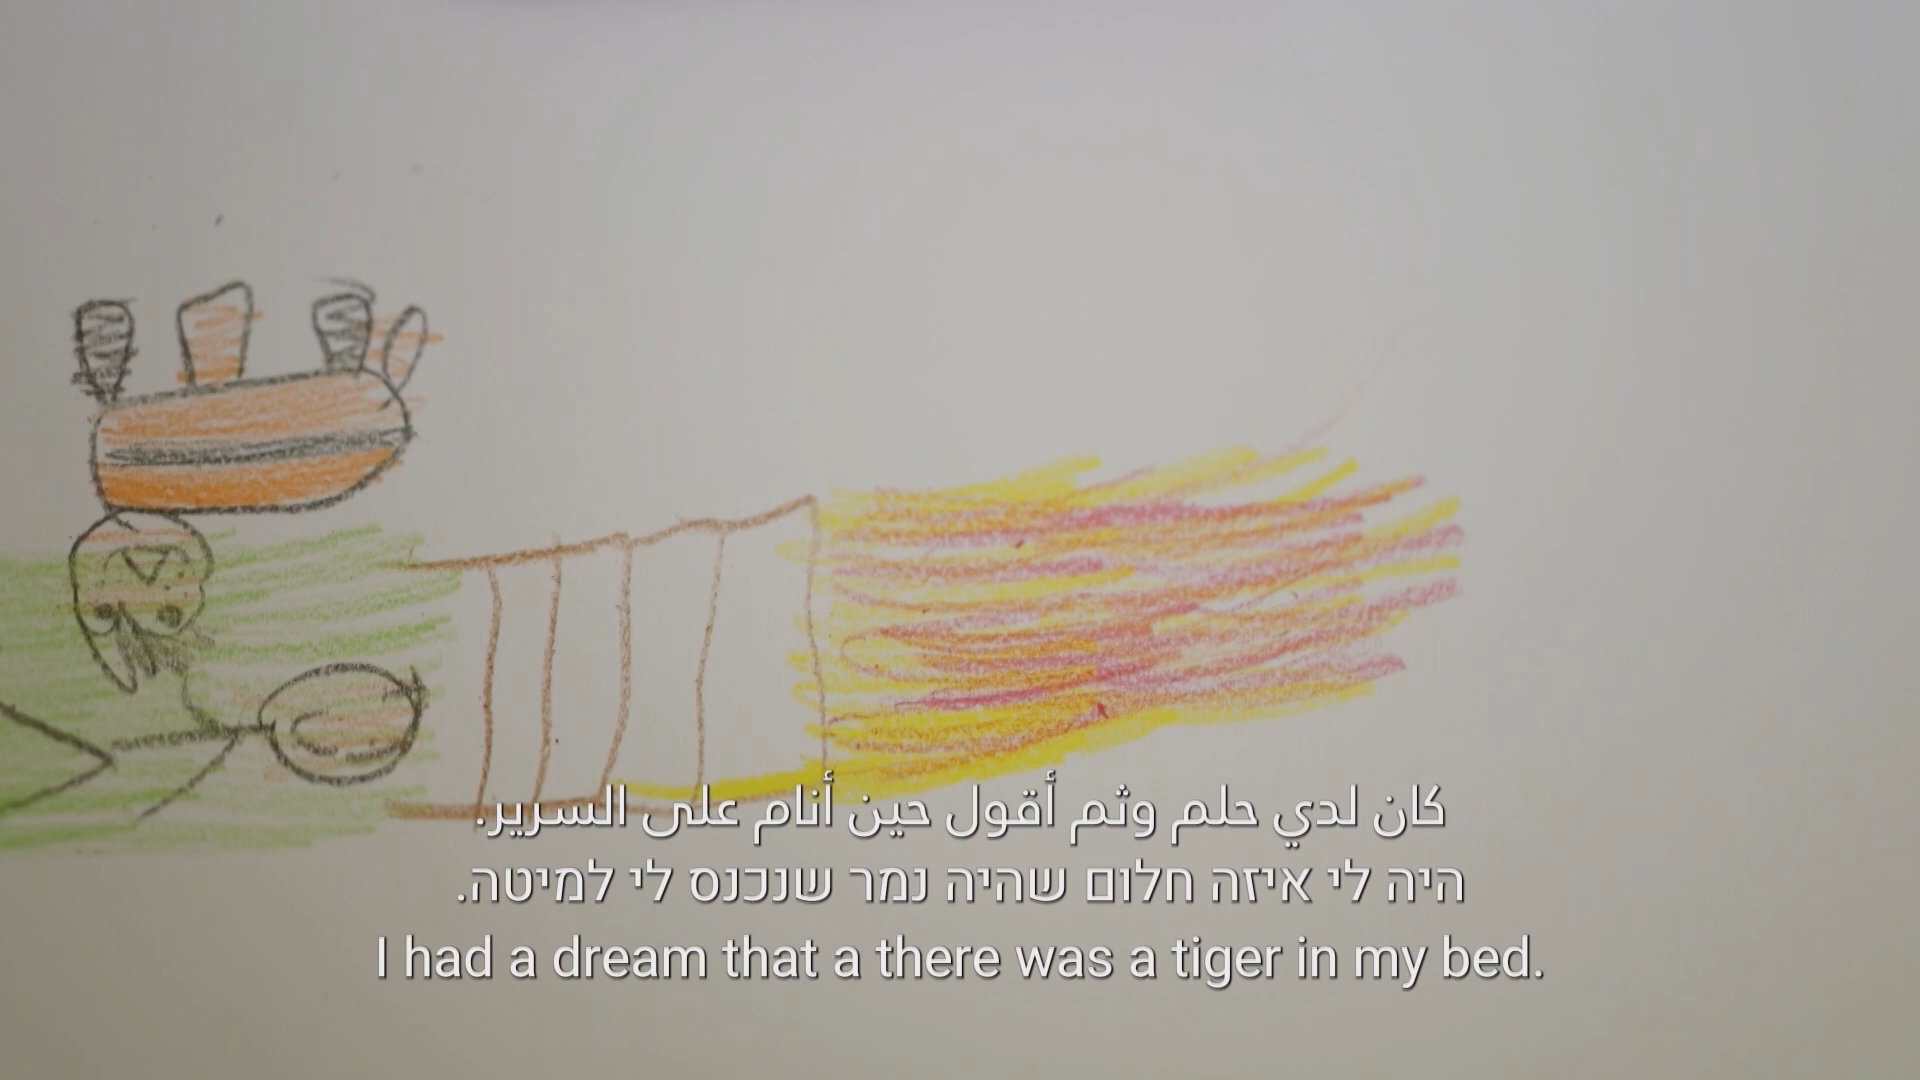 كان لدي حلم وثم أقول حين أنام على السرير.
היה לי איזה חלום שהיה נמר שנכנס לי למיטה.
I had a dream that a there was a tiger in my bed.